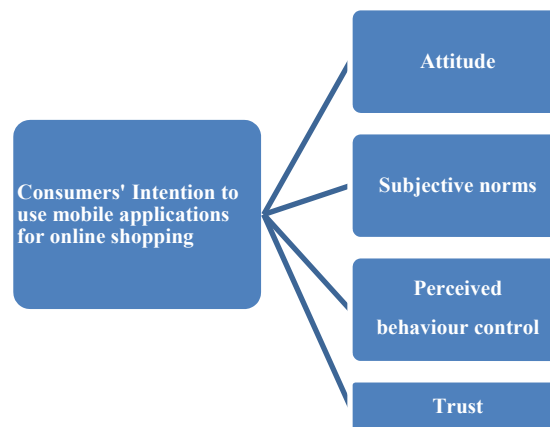 Attitude
Consumers' Intention to
use mobile applications
for online shopping
Subjective norms
Perceived
behaviour control
Trust